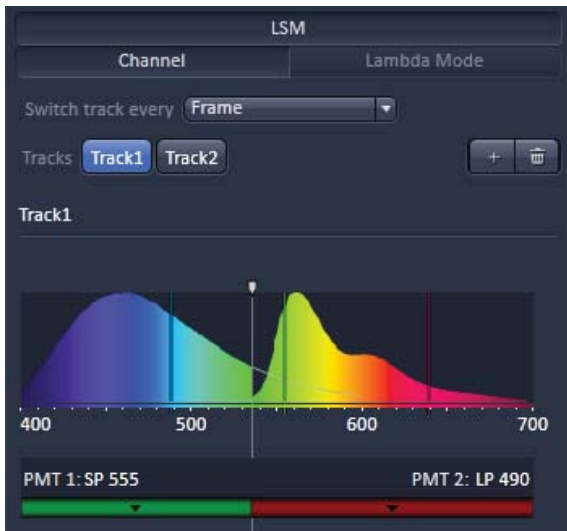 LSM
Channel Lambda Mode
Switch track every Frame
Tracks Track1 Track2 +
Track1
400 500 600 700
PMT 1: SP 555 PMT 2: LP 490